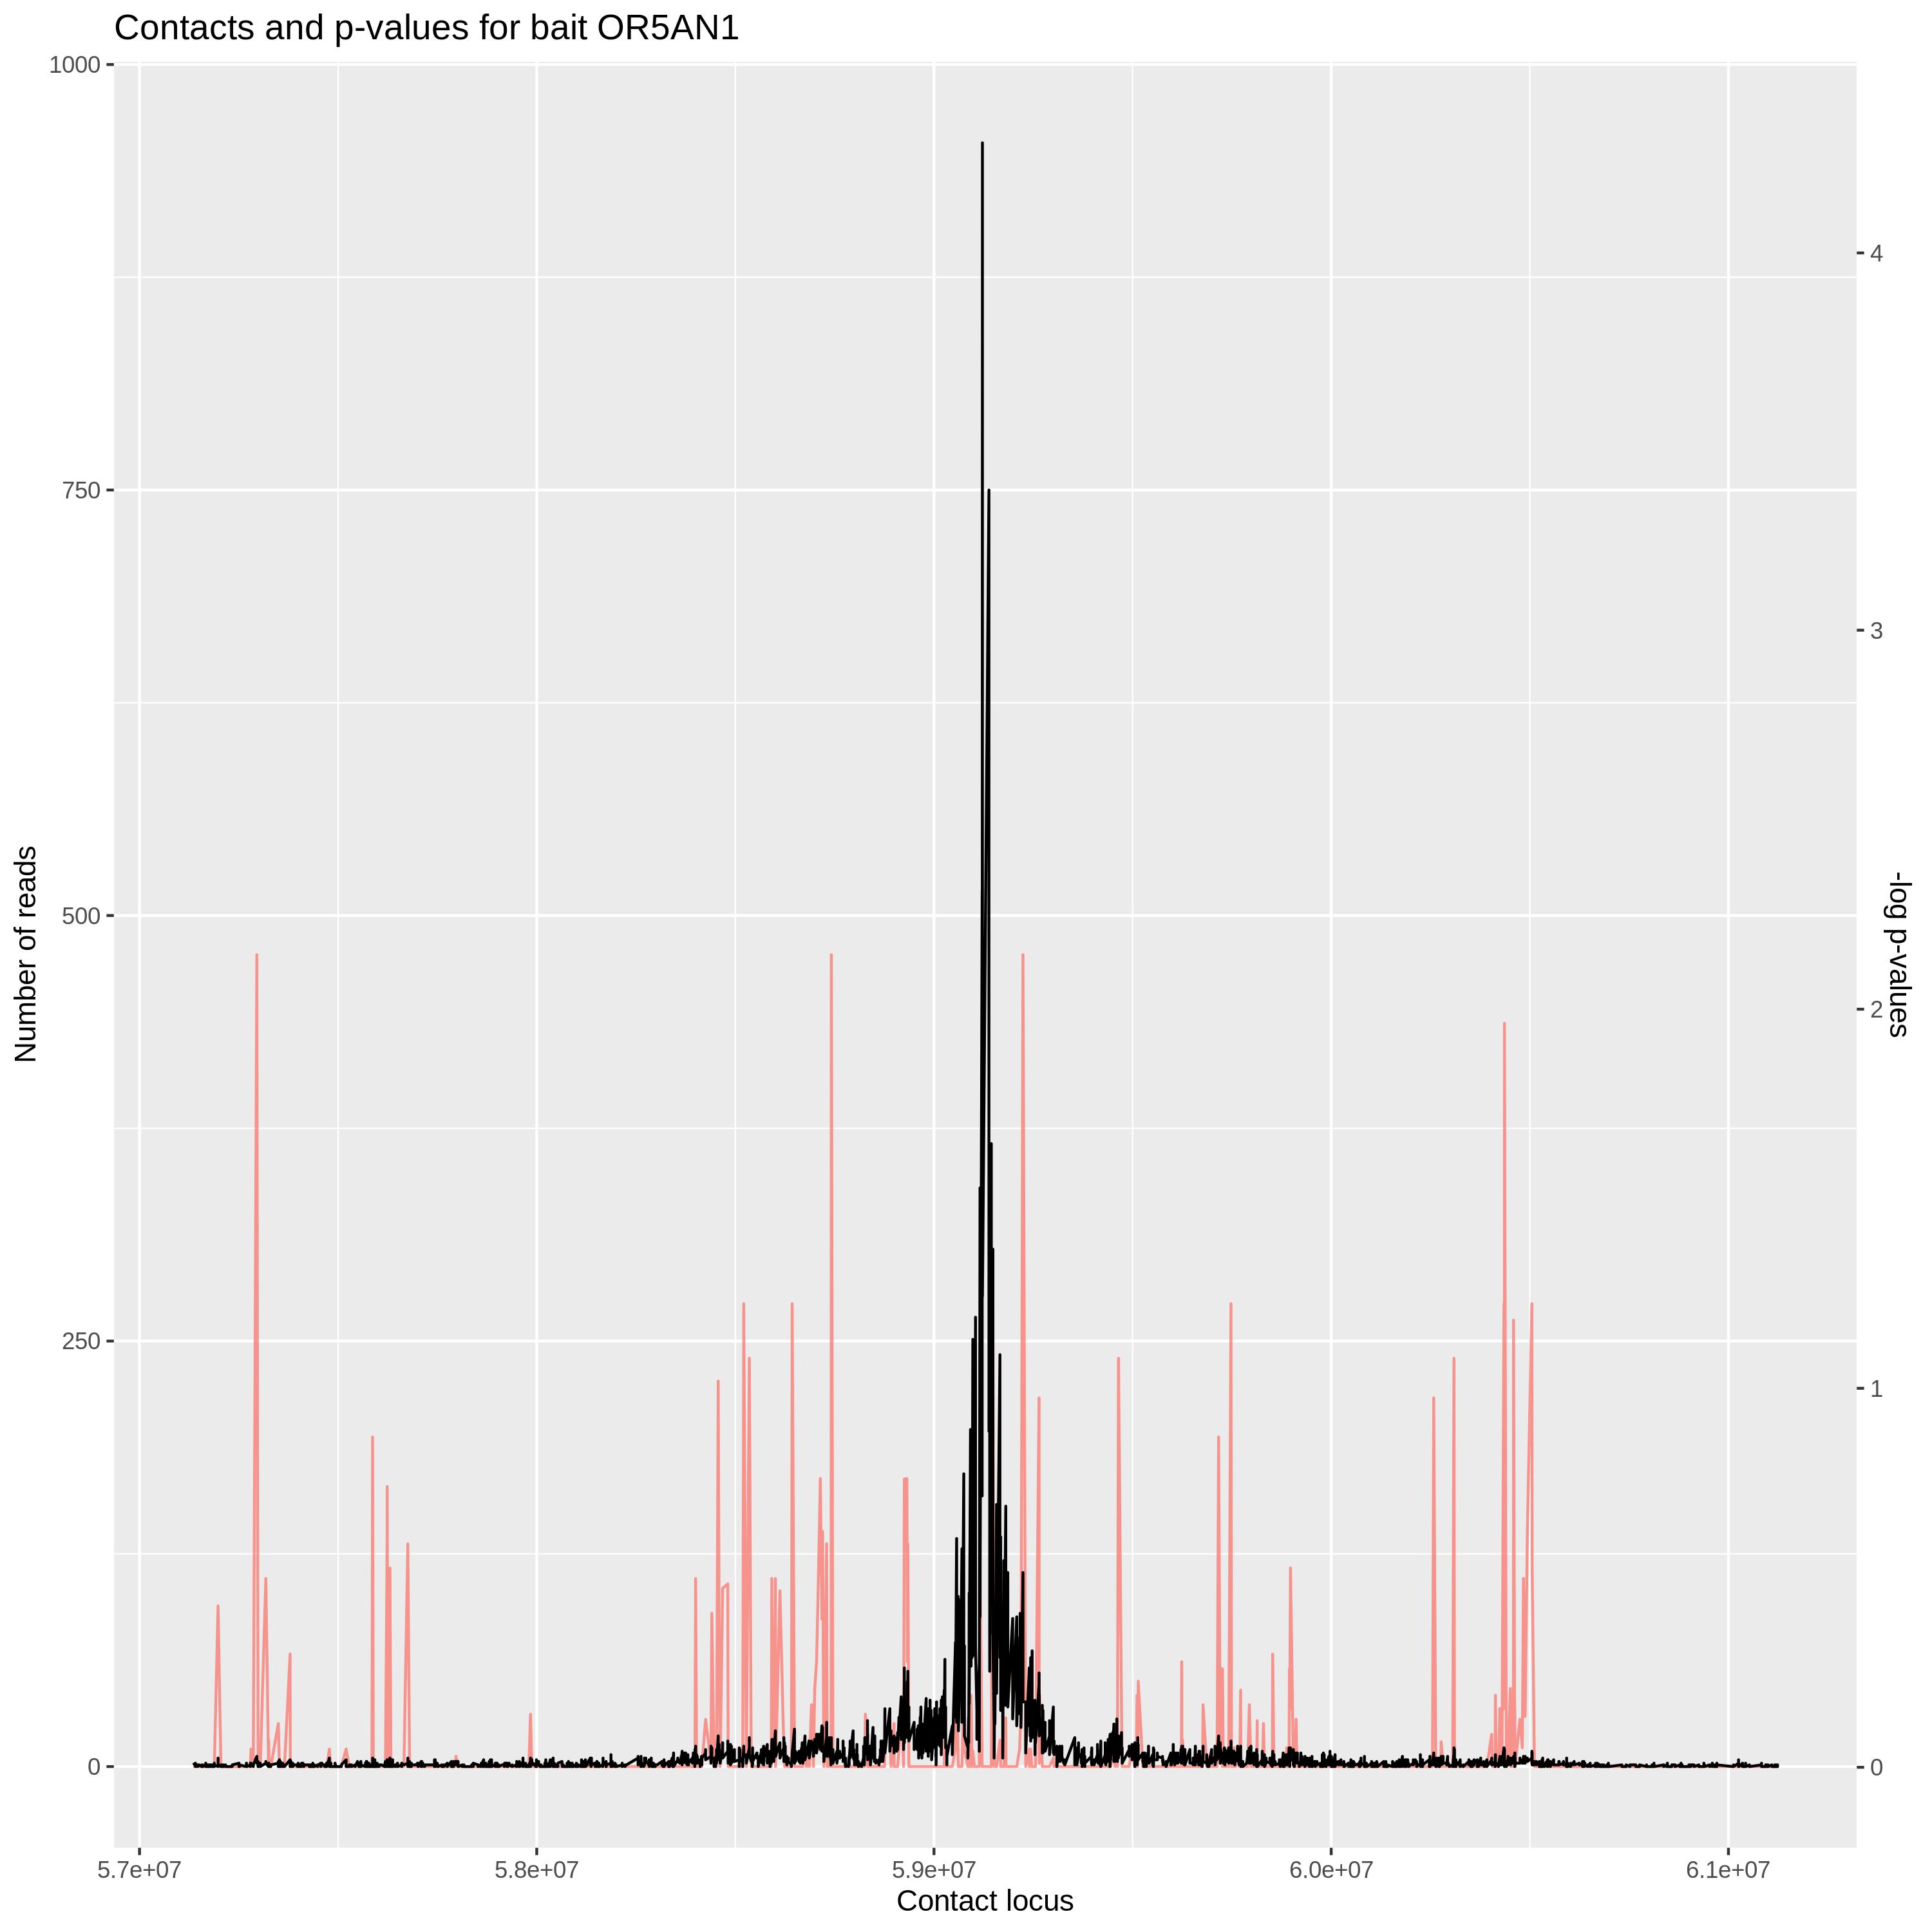 Contacts and p-values for bait OR5AN1
1000
750
500
250
0
Number of reads
4
3
2
1
0
-log p-values
5.7e+07 5.8e+07 5.9e+07 6.0e+07 6.1e+07
Contact locus